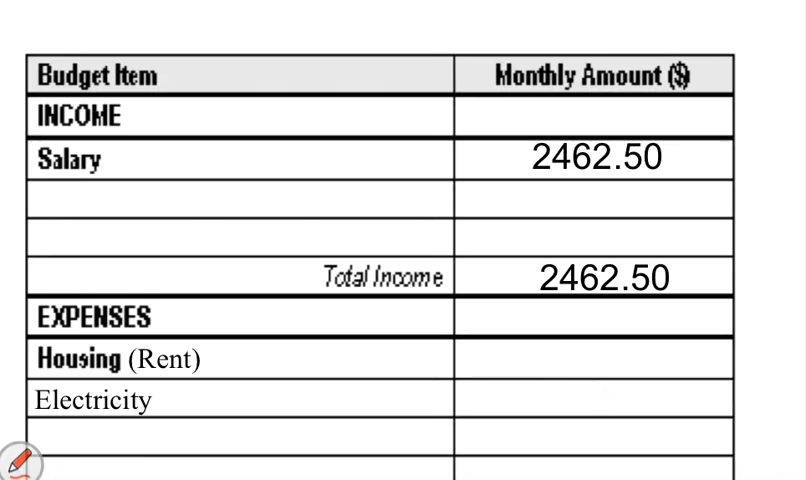 Budget Item Monthly Amount ($
INCOME
Salary 2462.50
Total Income 2462.50
EXPENSES
Housing (Rent)
Electricity